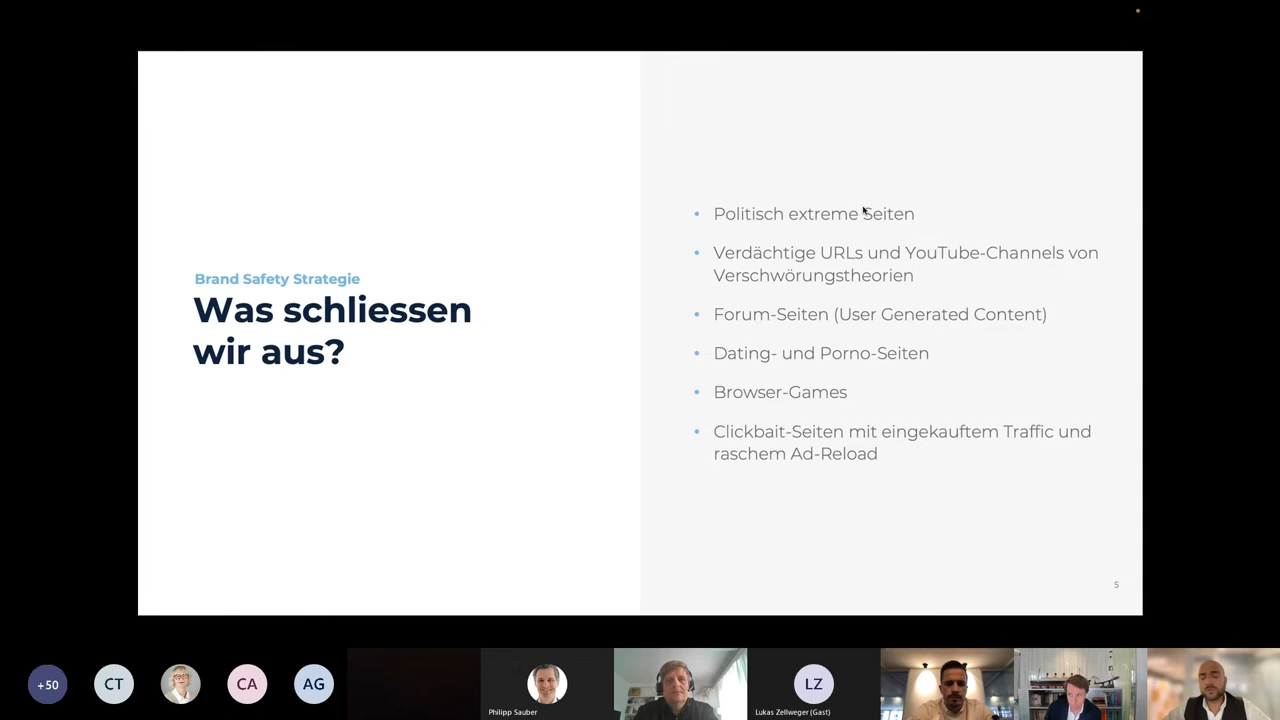 Brand Safety Strategie
Was schliessen
wir aus?
• Politisch extreme Seiten
• Verdächtige URLs und YouTube-Channels von
Verschwörungstheorien
• Forum-Seiten (User Generated Content)
• Dating- und Porno-Seiten
• Browser-Games
• Clickbait-Seiten mit eingekauftem Traffic und
raschem Ad-Reload
5
+50
CT
CA
AG
Philipp Sauber
LZ
Lukas Zellweger (Gast)